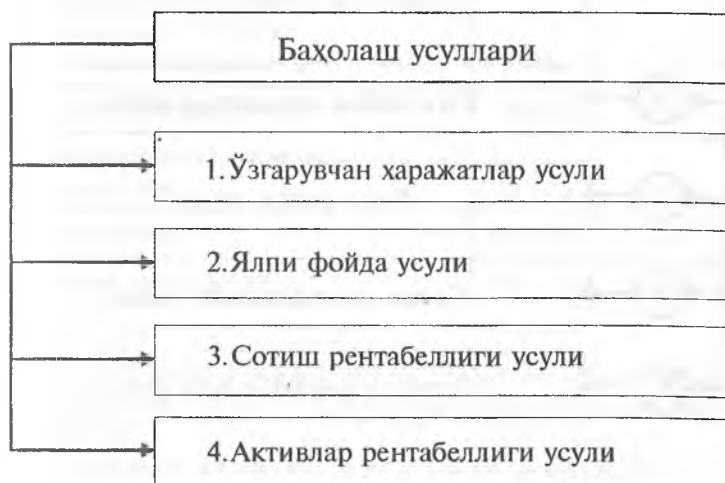 Баҳолаш усуллари
1.Ўзгарувчан харажатлар усули
2.Ялпи фойда усули
3.Сотиш рентабеллиги усули
4.Активлар рентабеллиги усули